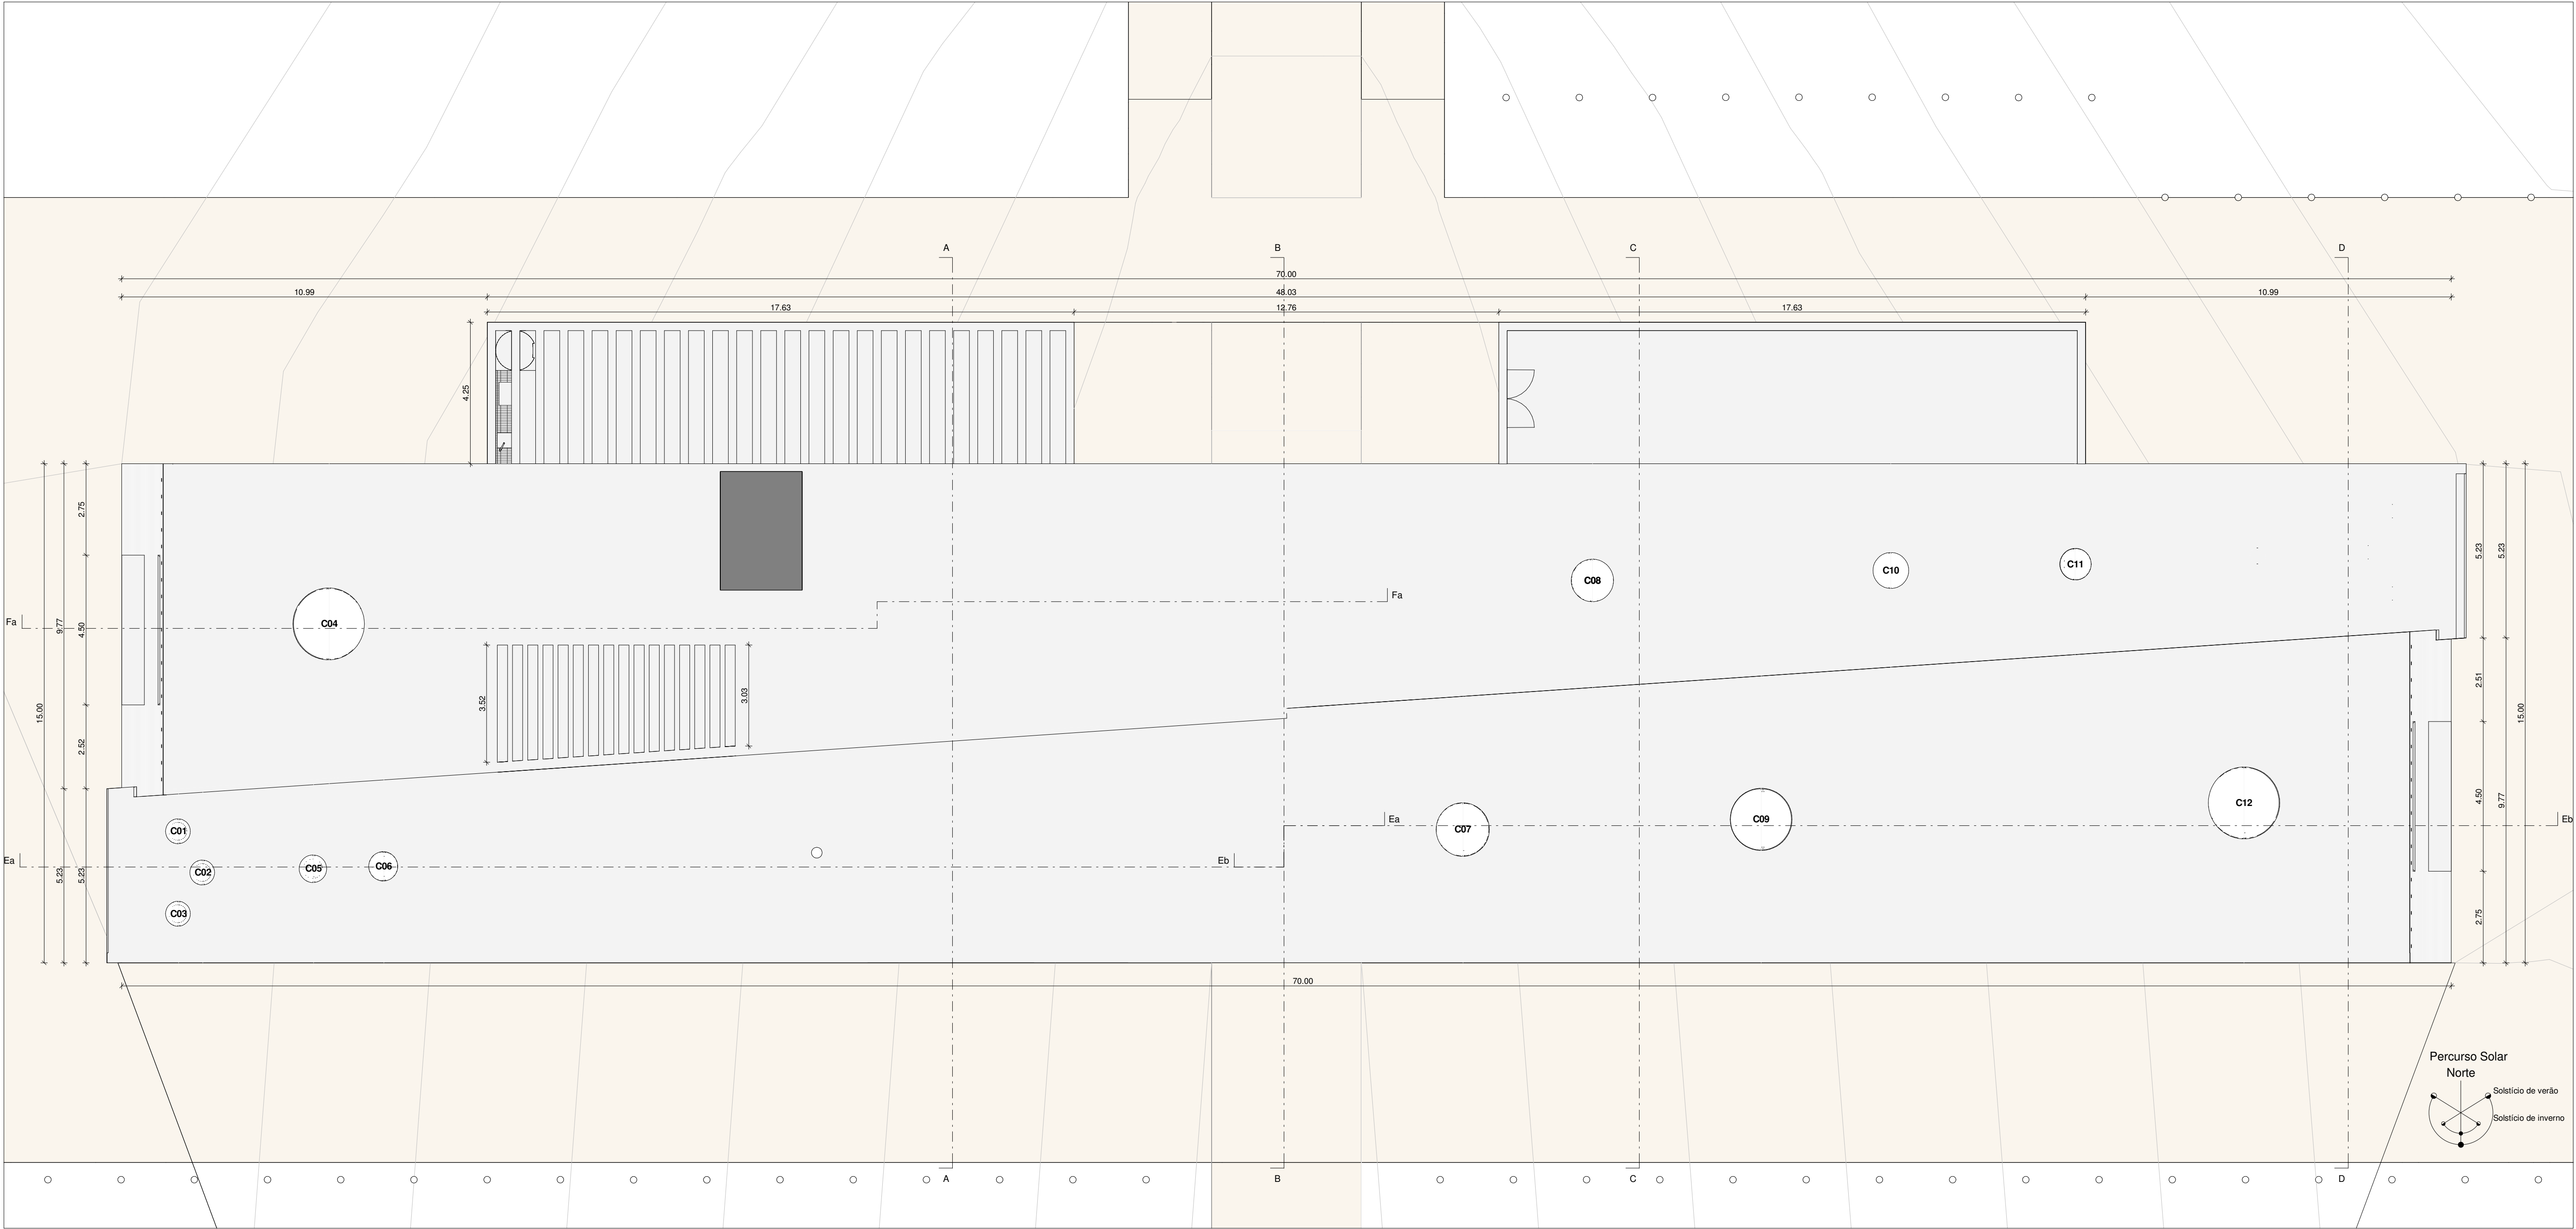 A
B
C
D
70.00
10.99
48.03
10.99
17.63
12.76
17.63
4.25
2.75
5.23
5.23
C08
C10
C11
Fa
Fa
C04
9.77
4.50
3.52
3.03
2.51
15.00
15.00
2.52
4.50
9.77
C12
C01
C07
C09
Ea
Eb
Ea
Eb
C02
C05
C06
5.23
5.23
C03
2.75
70.00
Percurso Solar
Norte
Solstício de verão
Solstício de inverno
A
B
C
D